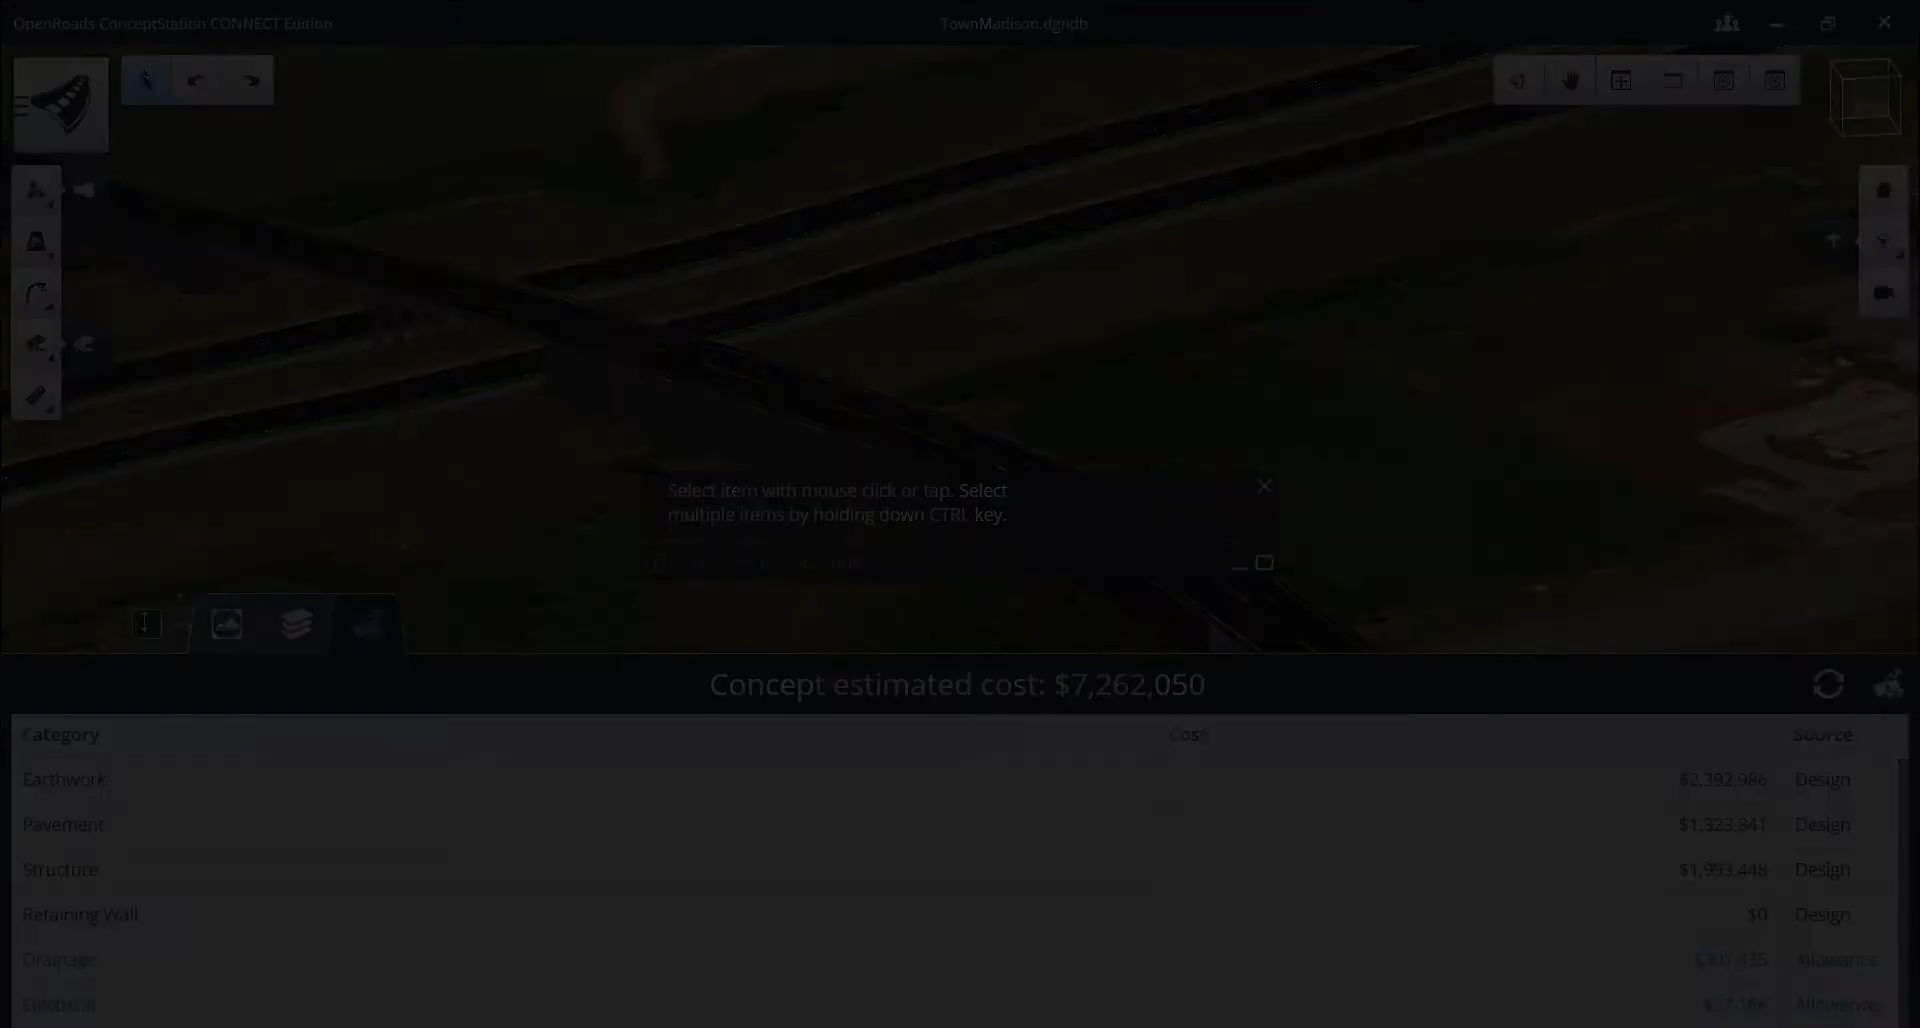 OpenRoads ConceptStation CONNECT Edition
TownMadison.dgndb
Select item with mouse click or tap. Select
multiple items by holding down CTRL key.
Concept estimated cost: $7,262,050
Category Cost Source
Earthwork $2,392,986 Design
Pavement $1,323,841 Design
Structure $1,993,448 Design
Retaining Wall $0 Design
Drainage Allowance
Electrical Allowance